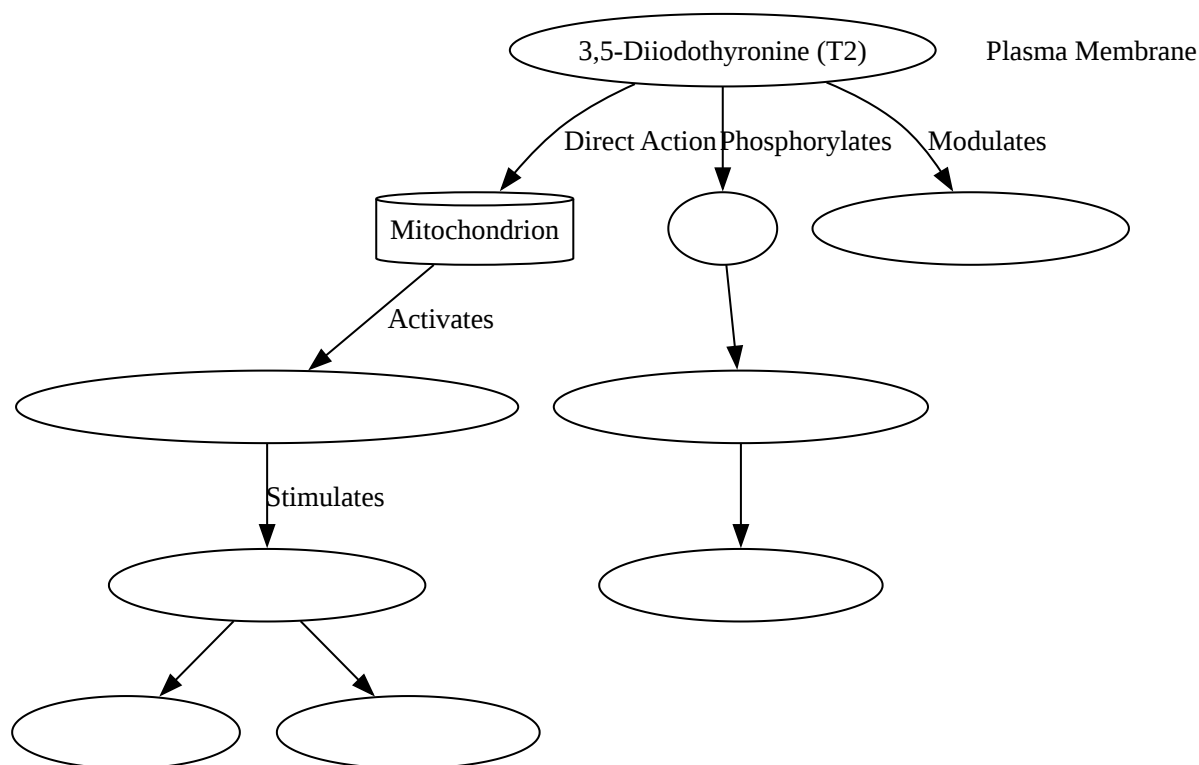 3,5-Diiodothyronine (T2)
Plasma Membrane
Direct Action
Phosphorylates
Modulates
Mitochondrion
Activates
Stimulates